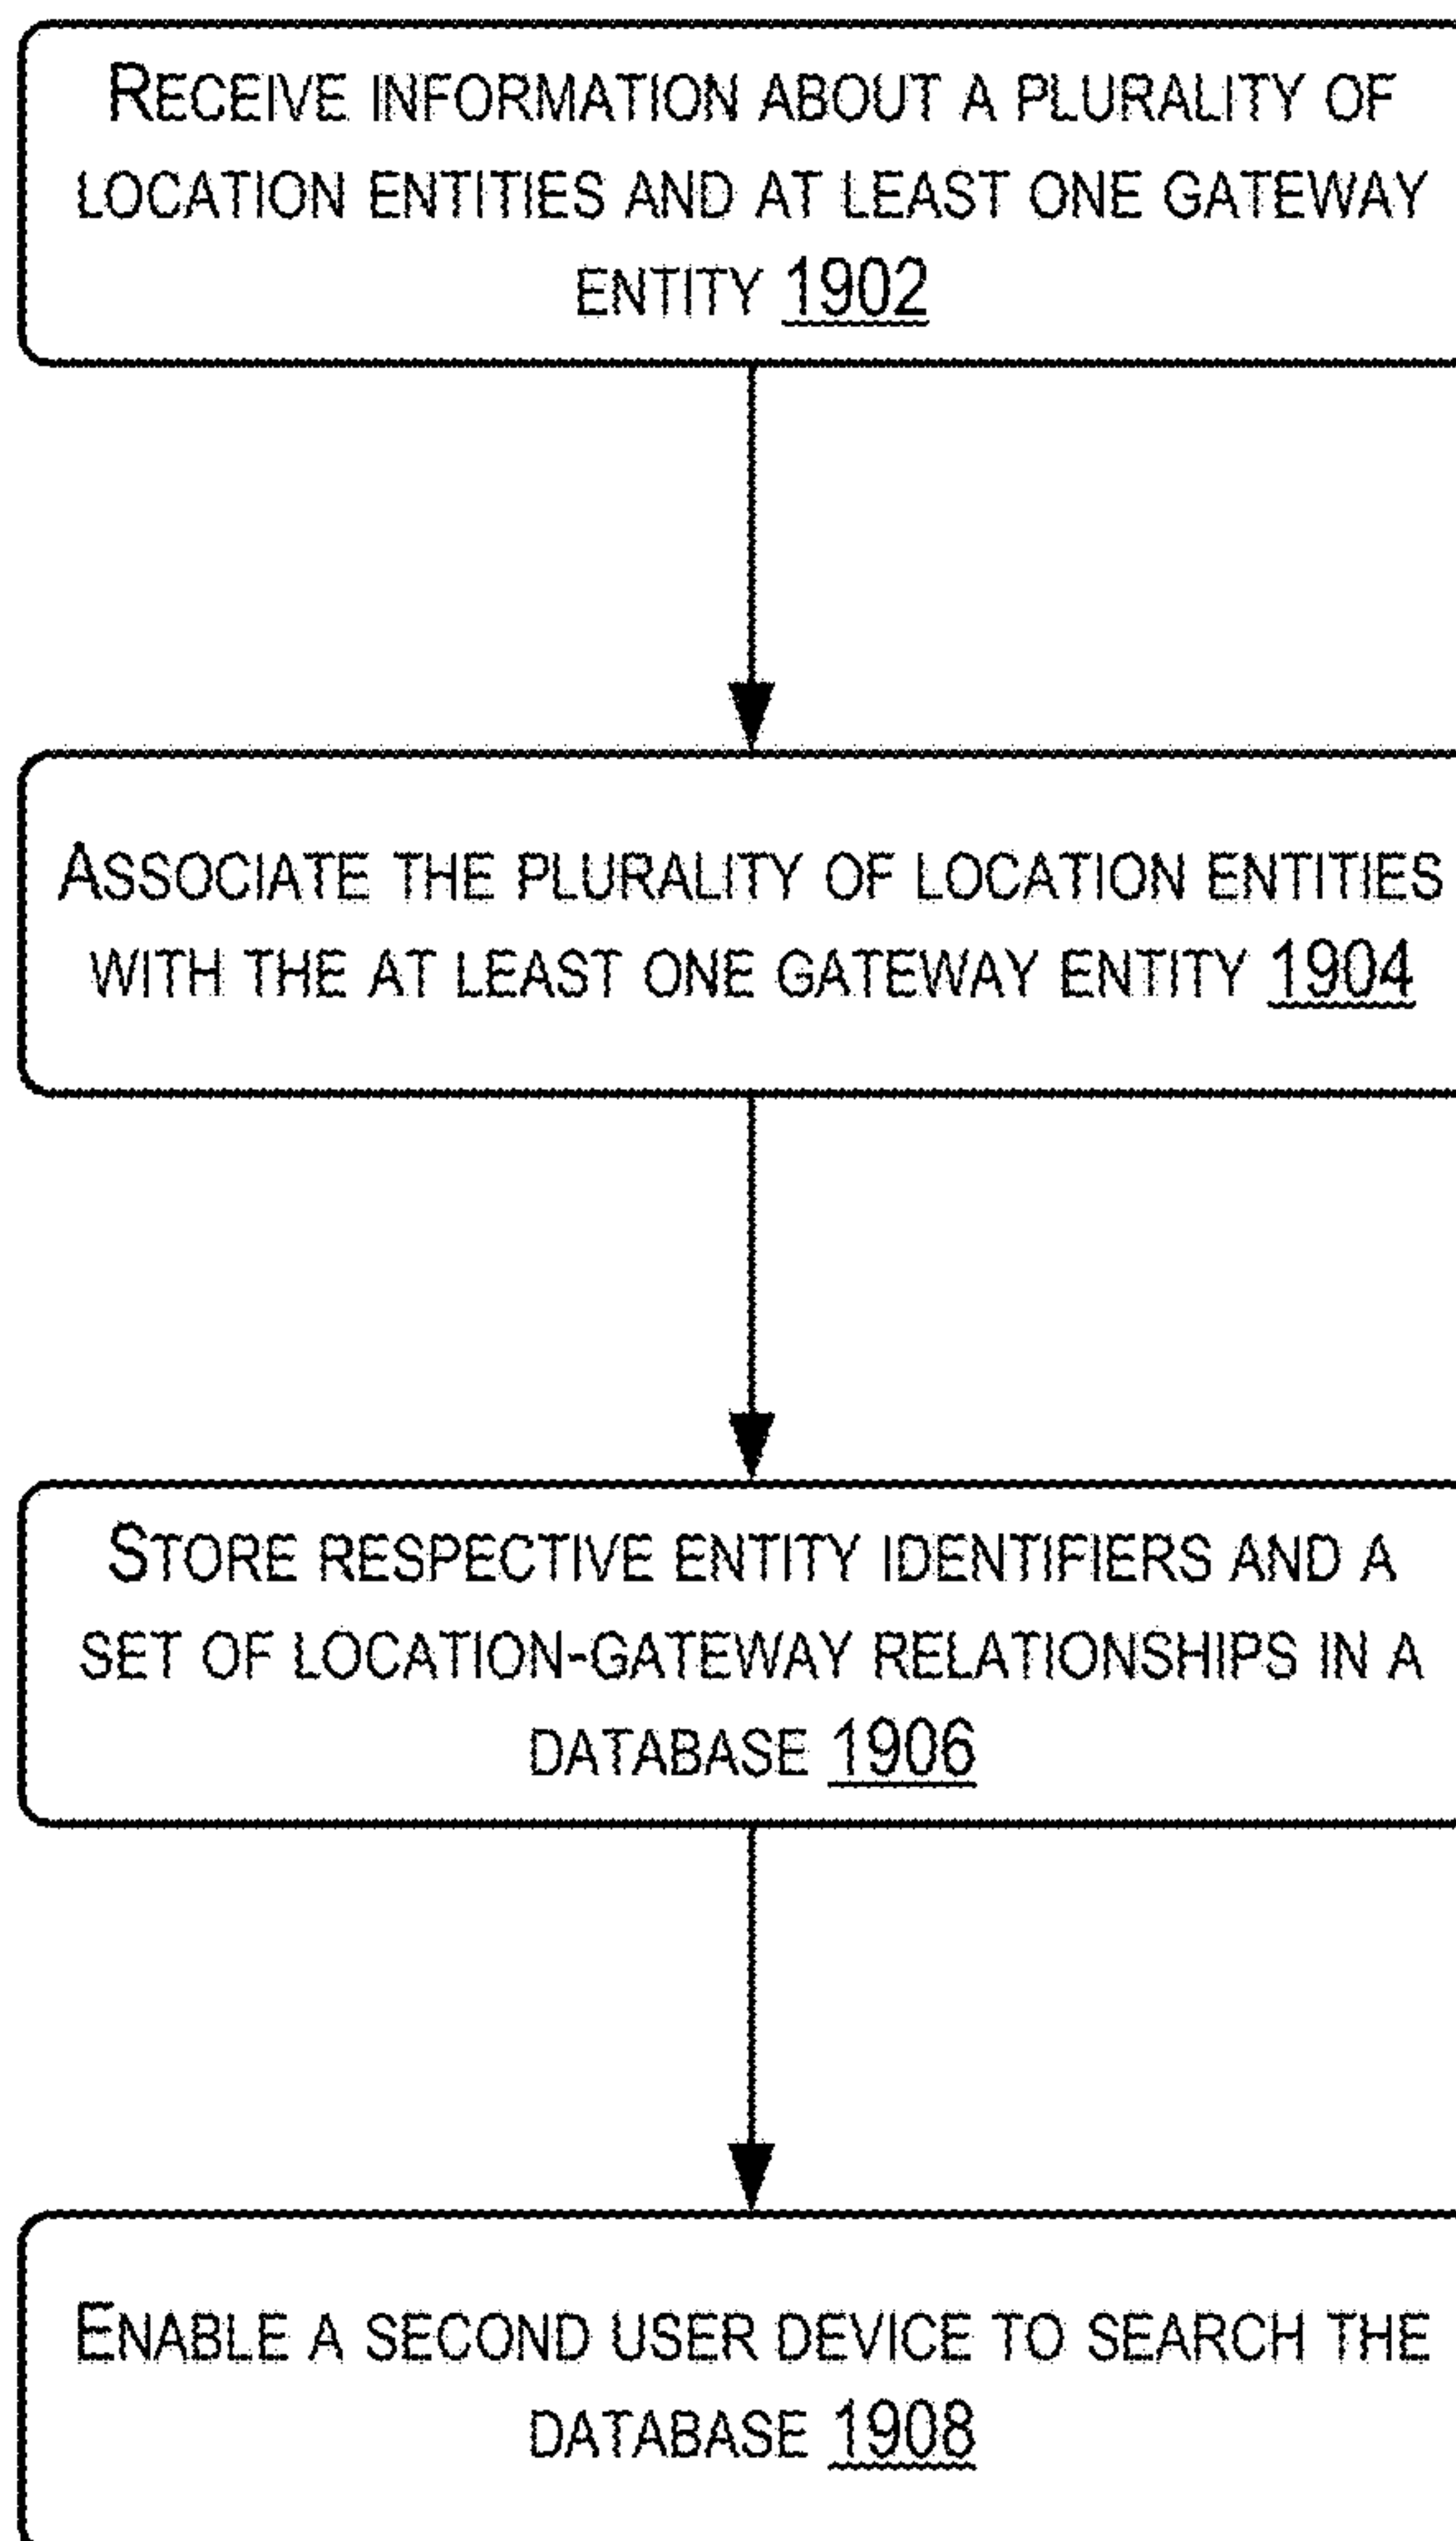 RECEIVE INFORMATION ABOUT A PLURALITY OF
LOCATION ENTITIES AND AT LEAST ONE GATEWAY
ENTITY 1902
ASSOCIATE THE PLURALITY OF LOCATION ENTITIES
WITH THE AT LEAST ONE GATEWAY ENTITY 1904
STORE RESPECTIVE ENTITY IDENTIFIERS AND A
SET OF LOCATION-GATEWAY RELATIONSHIPS IN A
DATABASE 1906
ENABLE A SECOND USER DEVICE TO SEARCH THE
DATABASE 1908